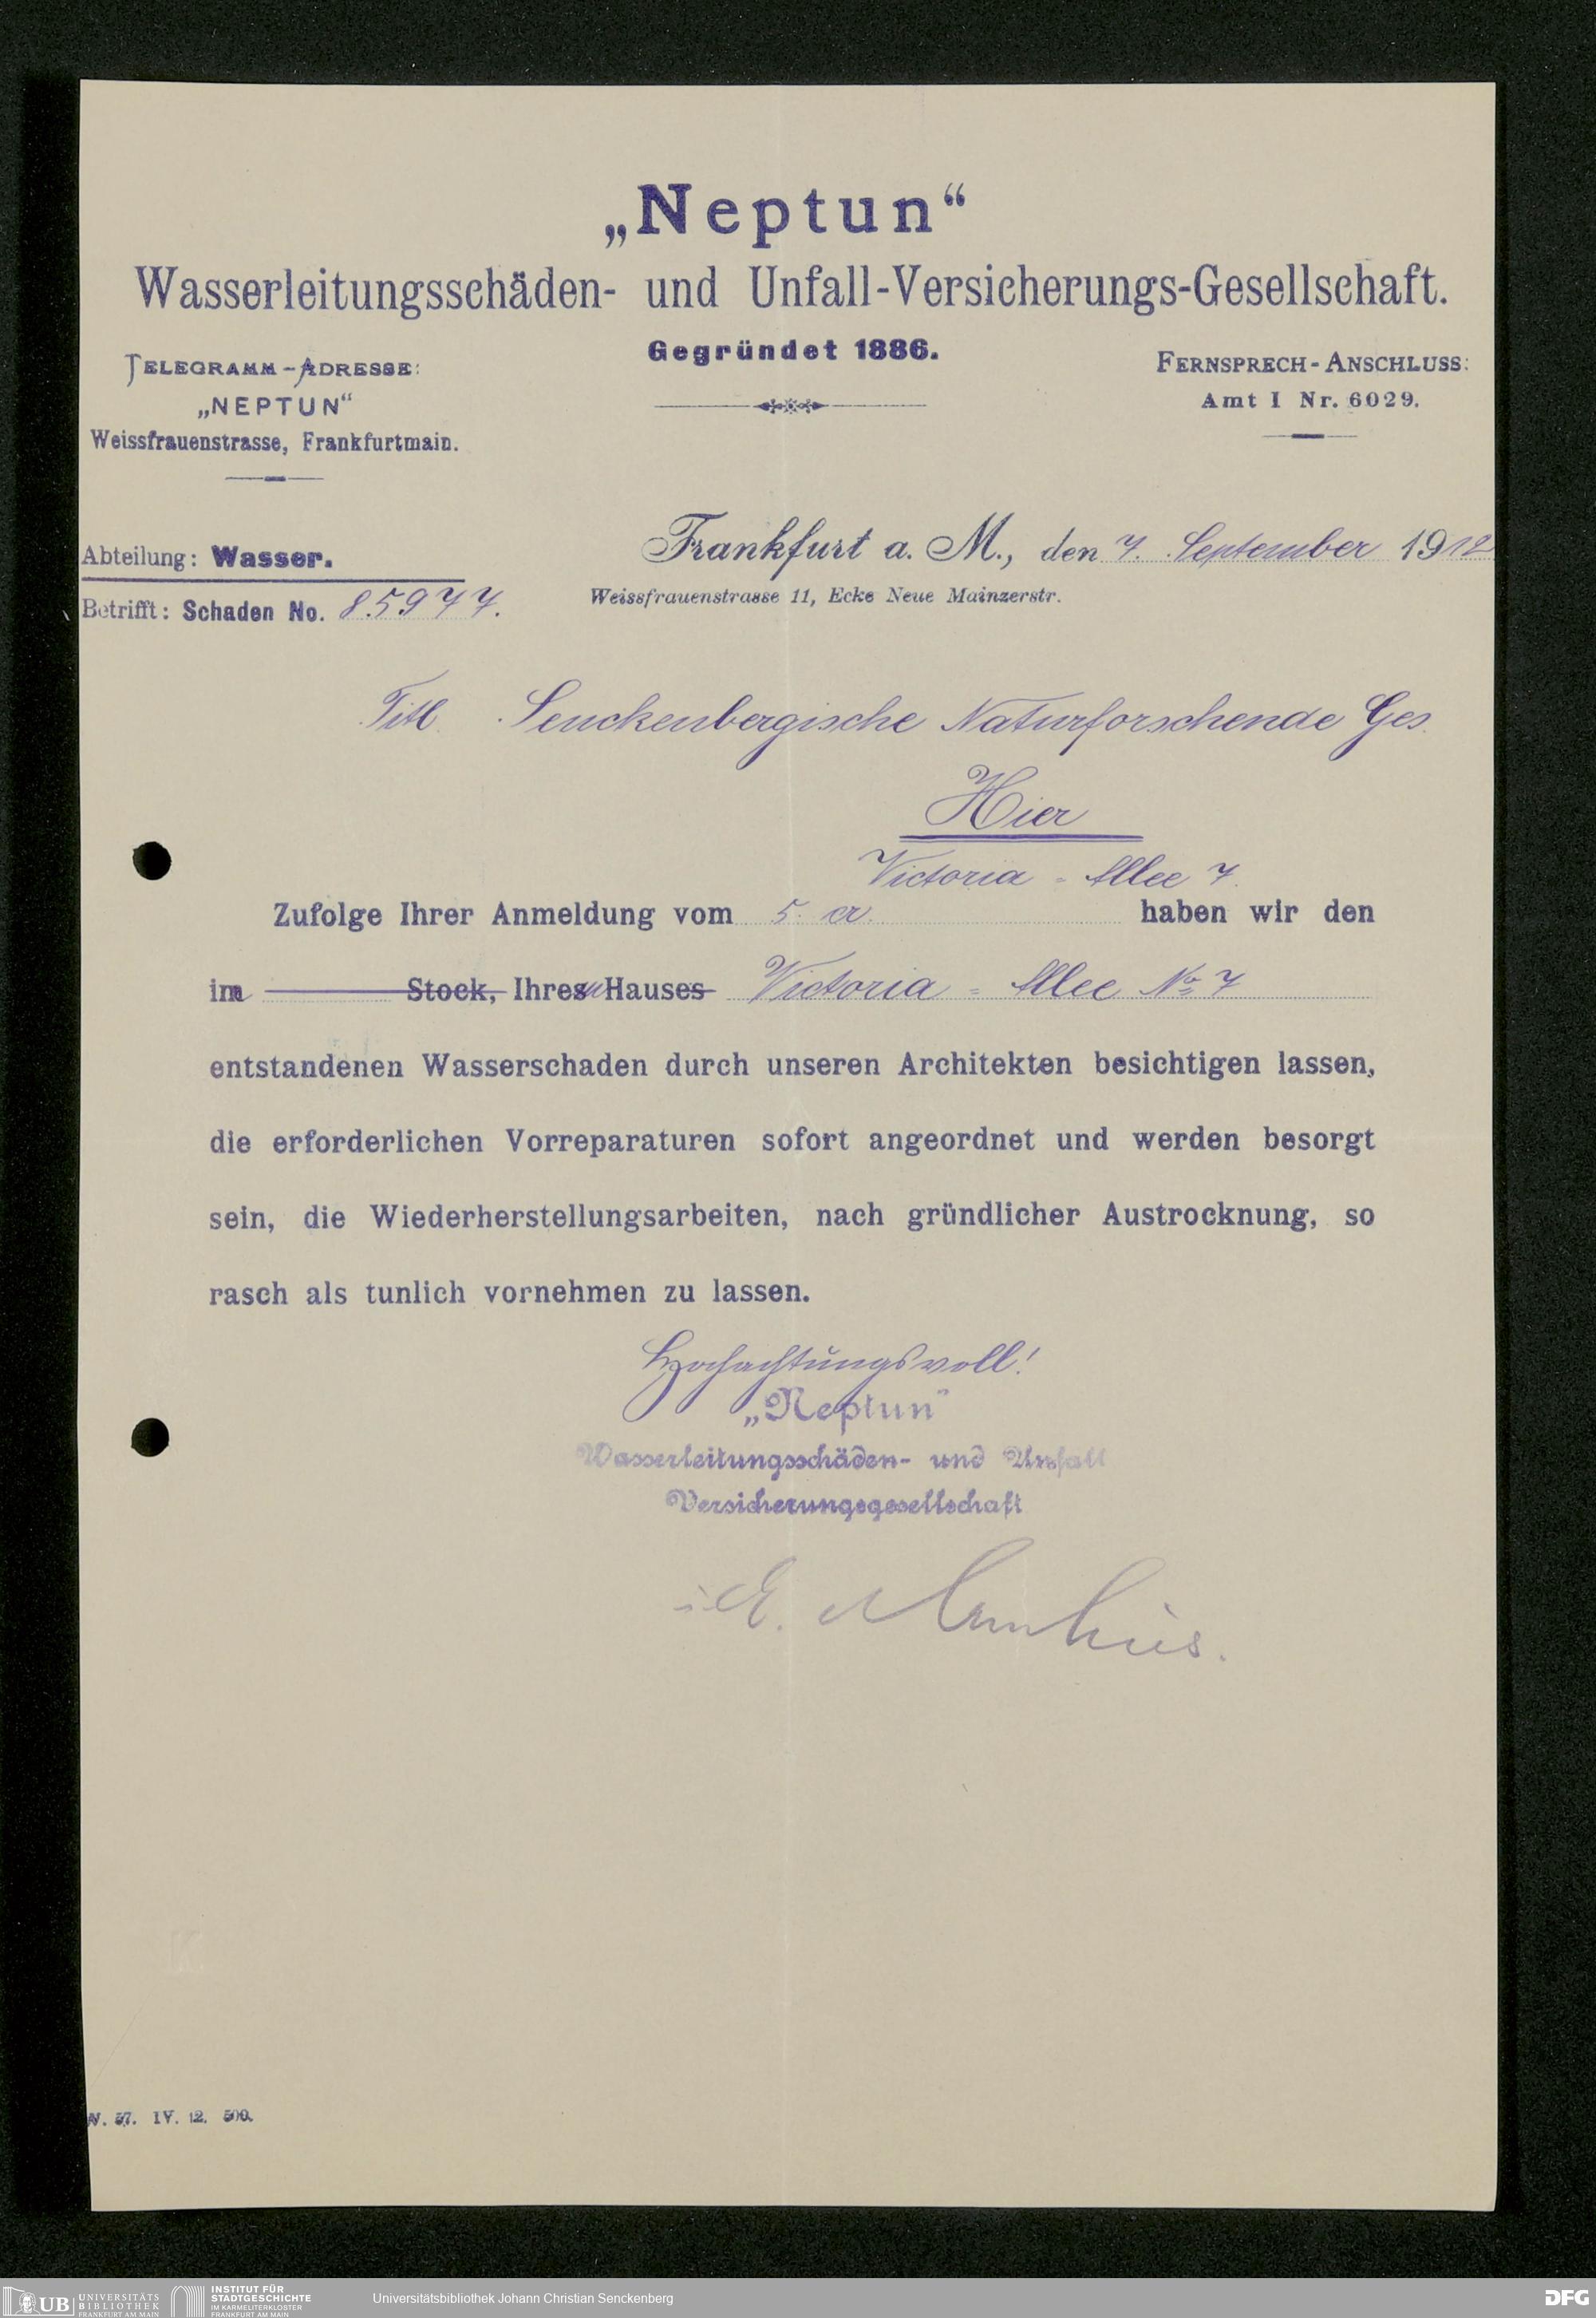 „Neptun“
Wasserleitungsschäden- und Unfall-Versicherungs-Gesellschaft.
Gegründet 1886.
TELEGRAMM-ADRESSE:
„NEPTUN“
Weissfrauenstrasse, Frankfurtmain.
FERNSPRECH-ANSCHLUSS:
Amt I Nr. 6029.
Abteilung: Wasser.
Betrifft: Schaden No. 85977.
Frankfurt a. M., den 7. September 1912
Weissfrauenstrasse 11, Ecke Neue Mainzerstr.
Titl. Senckenbergische Naturforschende Ges.
Hier
Victoria-Allee 7.
Zufolge Ihrer Anmeldung vom 5. cr. haben wir den
im Stock, Ihres Hauses Victoria-Allee No 7
entstandenen Wasserschaden durch unseren Architekten besichtigen lassen,
die erforderlichen Vorreparaturen sofort angeordnet und werden besorgt
sein, die Wiederherstellungsarbeiten, nach gründlicher Austrocknung, so
rasch als tunlich vornehmen zu lassen.
Hochachtungsvoll!
„Neptun“
Wasserleitungsschäden- und Unfall
Versicherungsgesellschaft
N. 57. IV. 12. 500.
UB UNIVERSITÄTS
BIBLIOTHEK
FRANKFURT AM MAIN
INSTITUT FÜR
STADTGESCHICHTE
IM KARMELITERKLOSTER
FRANKFURT AM MAIN
Universitätsbibliothek Johann Christian Senckenberg
DFG